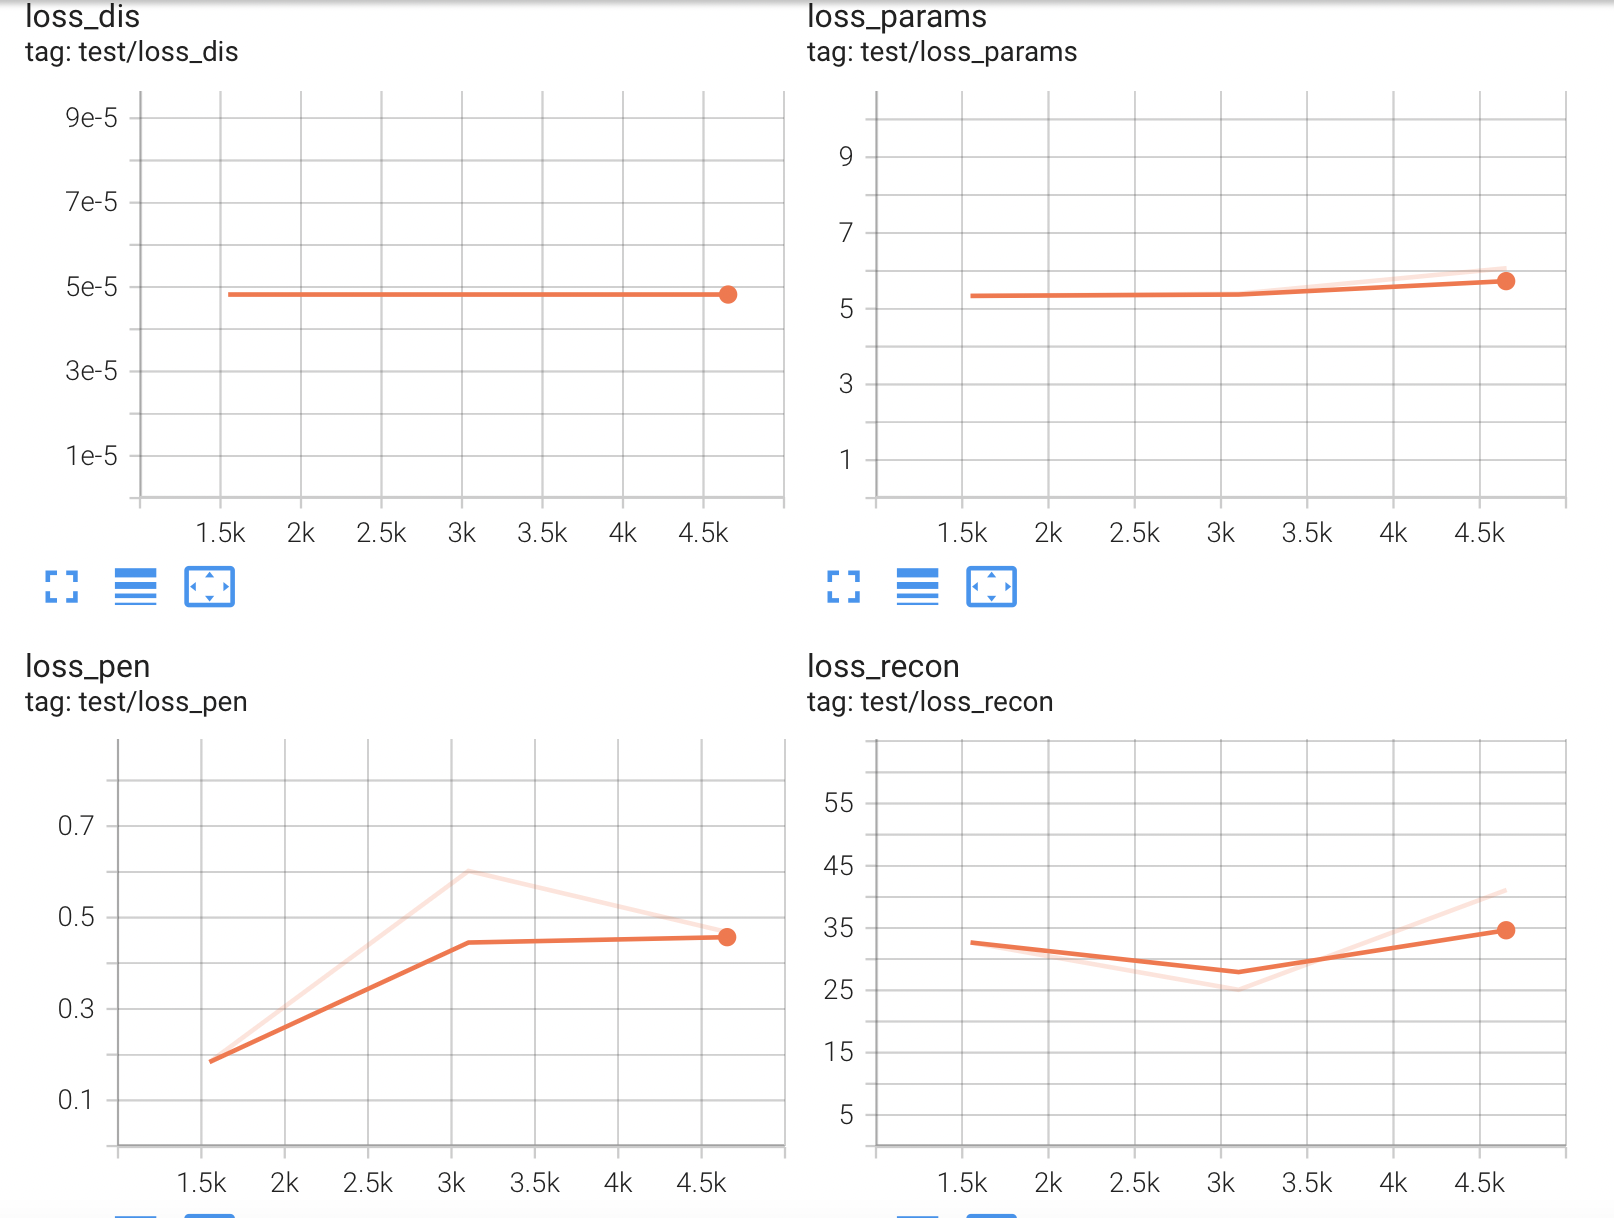 loss_dis
tag: test/loss_dis
9e-5
7e-5
5e-5
3e-5
1e-5
1.5k 2k 2.5k 3k 3.5k 4k 4.5k
loss_params
tag: test/loss_params
9
7
5
3
1
1.5k 2k 2.5k 3k 3.5k 4k 4.5k
loss_pen
tag: test/loss_pen
0.7
0.5
0.3
0.1
1.5k 2k 2.5k 3k 3.5k 4k 4.5k
loss_recon
tag: test/loss_recon
55
45
35
25
15
5
1.5k 2k 2.5k 3k 3.5k 4k 4.5k